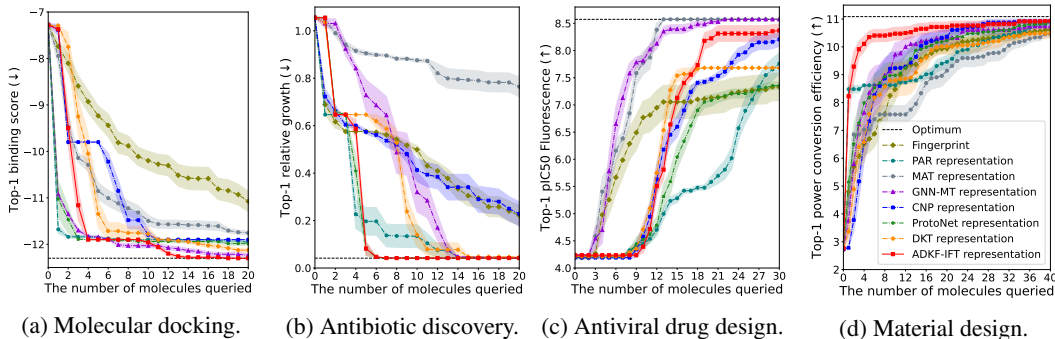 Top-1 binding score (↓)
−7
−8
−9
−10
−11
−12
0 2 4 6 8 10 12 14 16 18 20
The number of molecules queried
(a) Molecular docking.
Top-1 relative growth (↓)
1.0
0.8
0.6
0.4
0.2
0.0
0 2 4 6 8 10 12 14 16 18 20
The number of molecules queried
(b) Antibiotic discovery.
Top-1 pIC50 Fluorescence (↑)
8.5
8.0
7.5
7.0
6.5
6.0
5.5
5.0
4.5
4.0
0 3 6 9 12 15 18 21 24 27 30
The number of molecules queried
(c) Antiviral drug design.
Top-1 power conversion efficiency (↑)
11
10
9
8
7
6
5
4
3
2
0 4 8 12 16 20 24 28 32 36 40
The number of molecules queried
Optimum
Fingerprint
PAR representation
MAT representation
GNN-MT representation
CNP representation
ProtoNet representation
DKT representation
ADKF-IFT representation
(d) Material design.